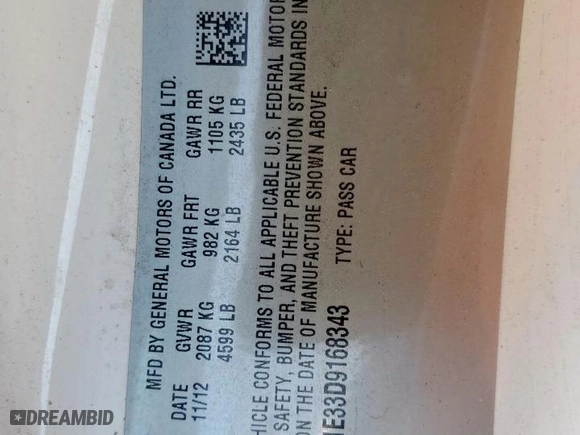 MFD BY GENERAL MOTORS OF CANADA LTD.
DATE GVWR GAWR FRT GAWR RR
11/12 2087 KG 982 KG 1105 KG
4599 LB 2164 LB 2435 LB
HICLE CONFORMS TO ALL APPLICABLE U.S. FEDERAL MOTOR
SAFETY, BUMPER, AND THEFT PREVENTION STANDARDS IN
ON THE DATE OF MANUFACTURE SHOWN ABOVE.
1E33D9168343 TYPE: PASS CAR
DREAMBID